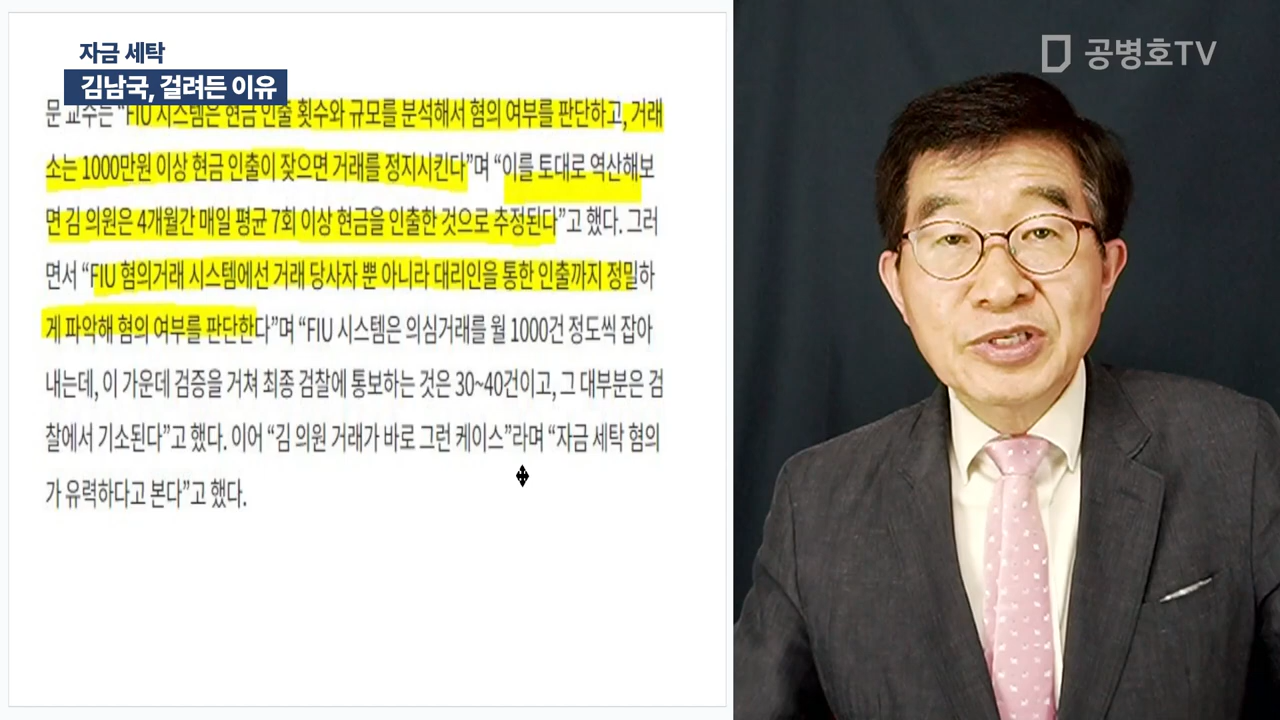 자금 세탁
김남국, 걸려든 이유
공병호TV
문 교수는 “FIU 시스템은 현금 인출 횟수와 규모를 분석해서 혐의 여부를 판단하고, 거래
소는 1000만원 이상 현금 인출이 잦으면 거래를 정지시킨다”며 “이를 토대로 역산해보
면 김 의원은 4개월간 매일 평균 7회 이상 현금을 인출한 것으로 추정된다”고 했다. 그러
면서 “FIU 혐의거래 시스템에선 거래 당사자 뿐 아니라 대리인을 통한 인출까지 정밀하
게 파악해 혐의 여부를 판단한다”며 “FIU 시스템은 의심거래를 월 1000건 정도씩 잡아
내는데, 이 가운데 검증을 거쳐 최종 검찰에 통보하는 것은 30~40건이고, 그 대부분은 검
찰에서 기소된다”고 했다. 이어 “김 의원 거래가 바로 그런 케이스”라며 “자금 세탁 혐의
가 유력하다고 본다”고 했다.